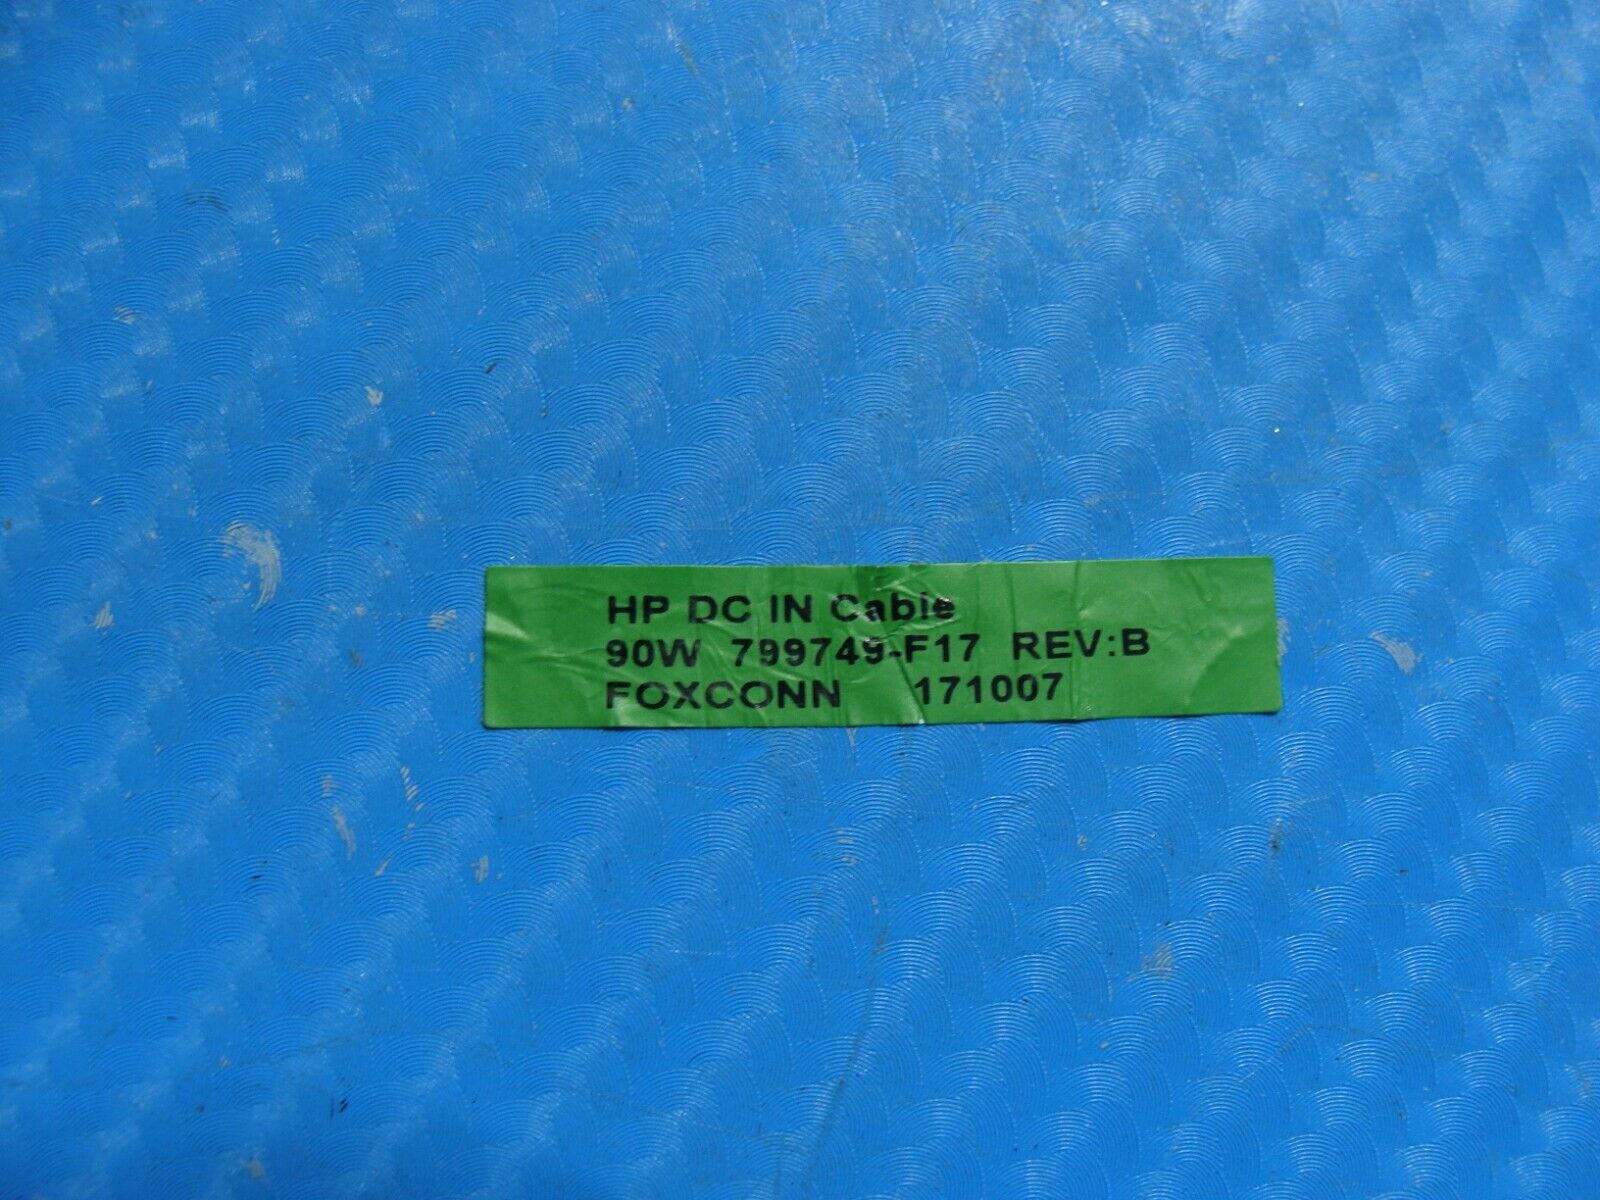 HP DC IN Cable
90W 799749-F17 REV:B
FOXCONN 171007